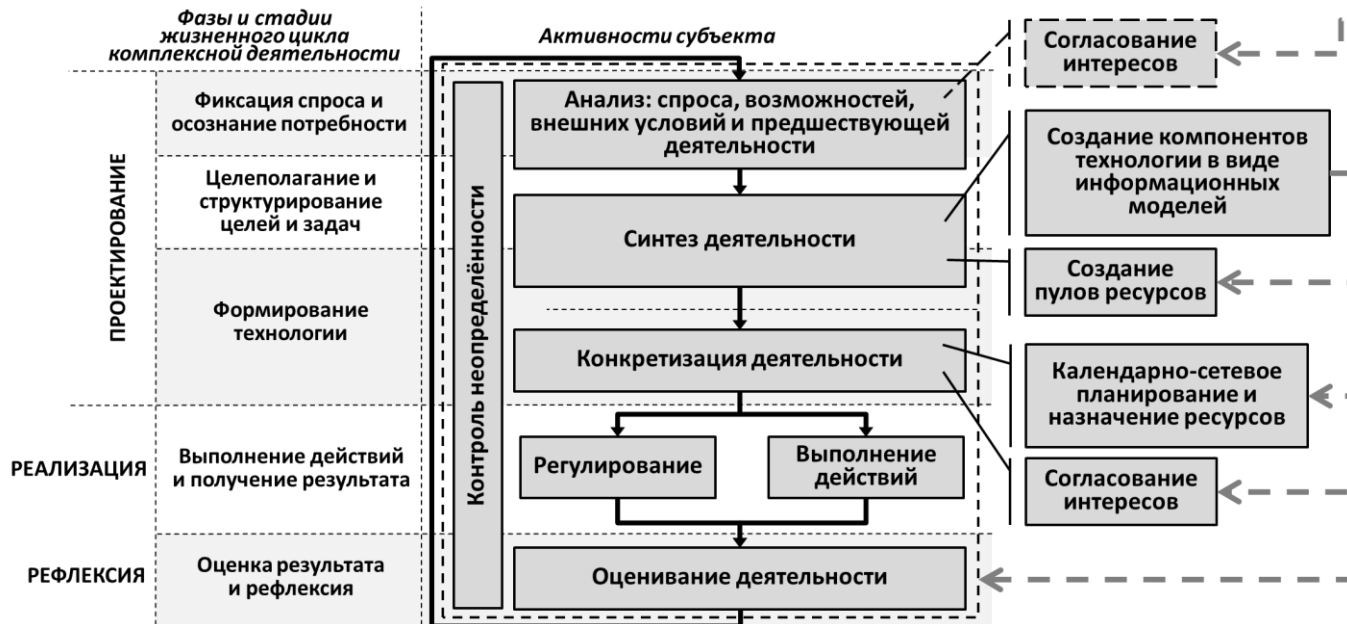 Фазы и стадии
жизненного цикла
комплексной деятельности
Активности субъекта
ПРОЕКТИРОВАНИЕ
Фиксация спроса и
осознание потребности
Целеполагание и
структурирование
целей и задач
Формирование
технологии
РЕАЛИЗАЦИЯ
Выполнение действий
и получение результата
РЕФЛЕКСИЯ
Оценка результата
и рефлексия
Контроль неопределённости
Анализ: спроса, возможностей,
внешних условий и предшествующей
деятельности
Синтез деятельности
Конкретизация деятельности
Регулирование
Выполнение
действий
Оценивание деятельности
Согласование
интересов
Создание компонентов
технологии в виде
информационных
моделей
Создание
пулов ресурсов
Календарно-сетевое
планирование и
назначение ресурсов
Согласование
интересов